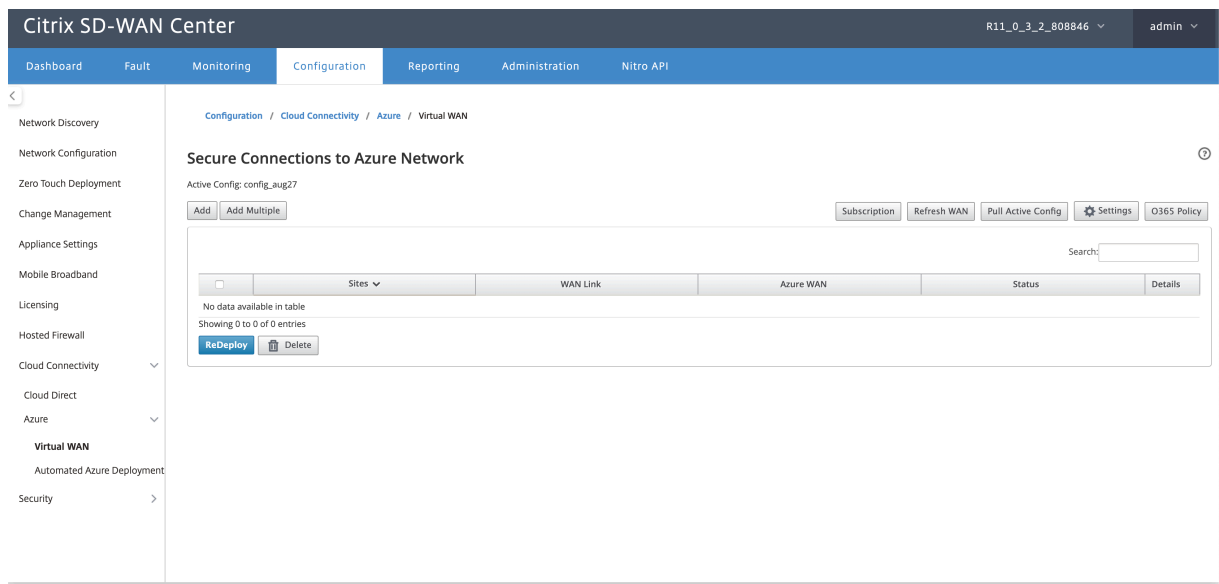 Citrix SD-WAN Center
R11_0_3_2_808846
admin
Dashboard Fault Monitoring Configuration Reporting Administration Nitro API
Network Discovery
Network Configuration
Zero Touch Deployment
Change Management
Appliance Settings
Mobile Broadband
Licensing
Hosted Firewall
Cloud Connectivity
Cloud Direct
Azure
Virtual WAN
Automated Azure Deployment
Security
Configuration / Cloud Connectivity / Azure / Virtual WAN
Secure Connections to Azure Network
?
Active Config: config_aug27
Add Add Multiple Subscription Refresh WAN Pull Active Config Settings O365 Policy
Search:
Sites WAN Link Azure WAN Status Details
No data available in table
Showing 0 to 0 of 0 entries
ReDeploy Delete